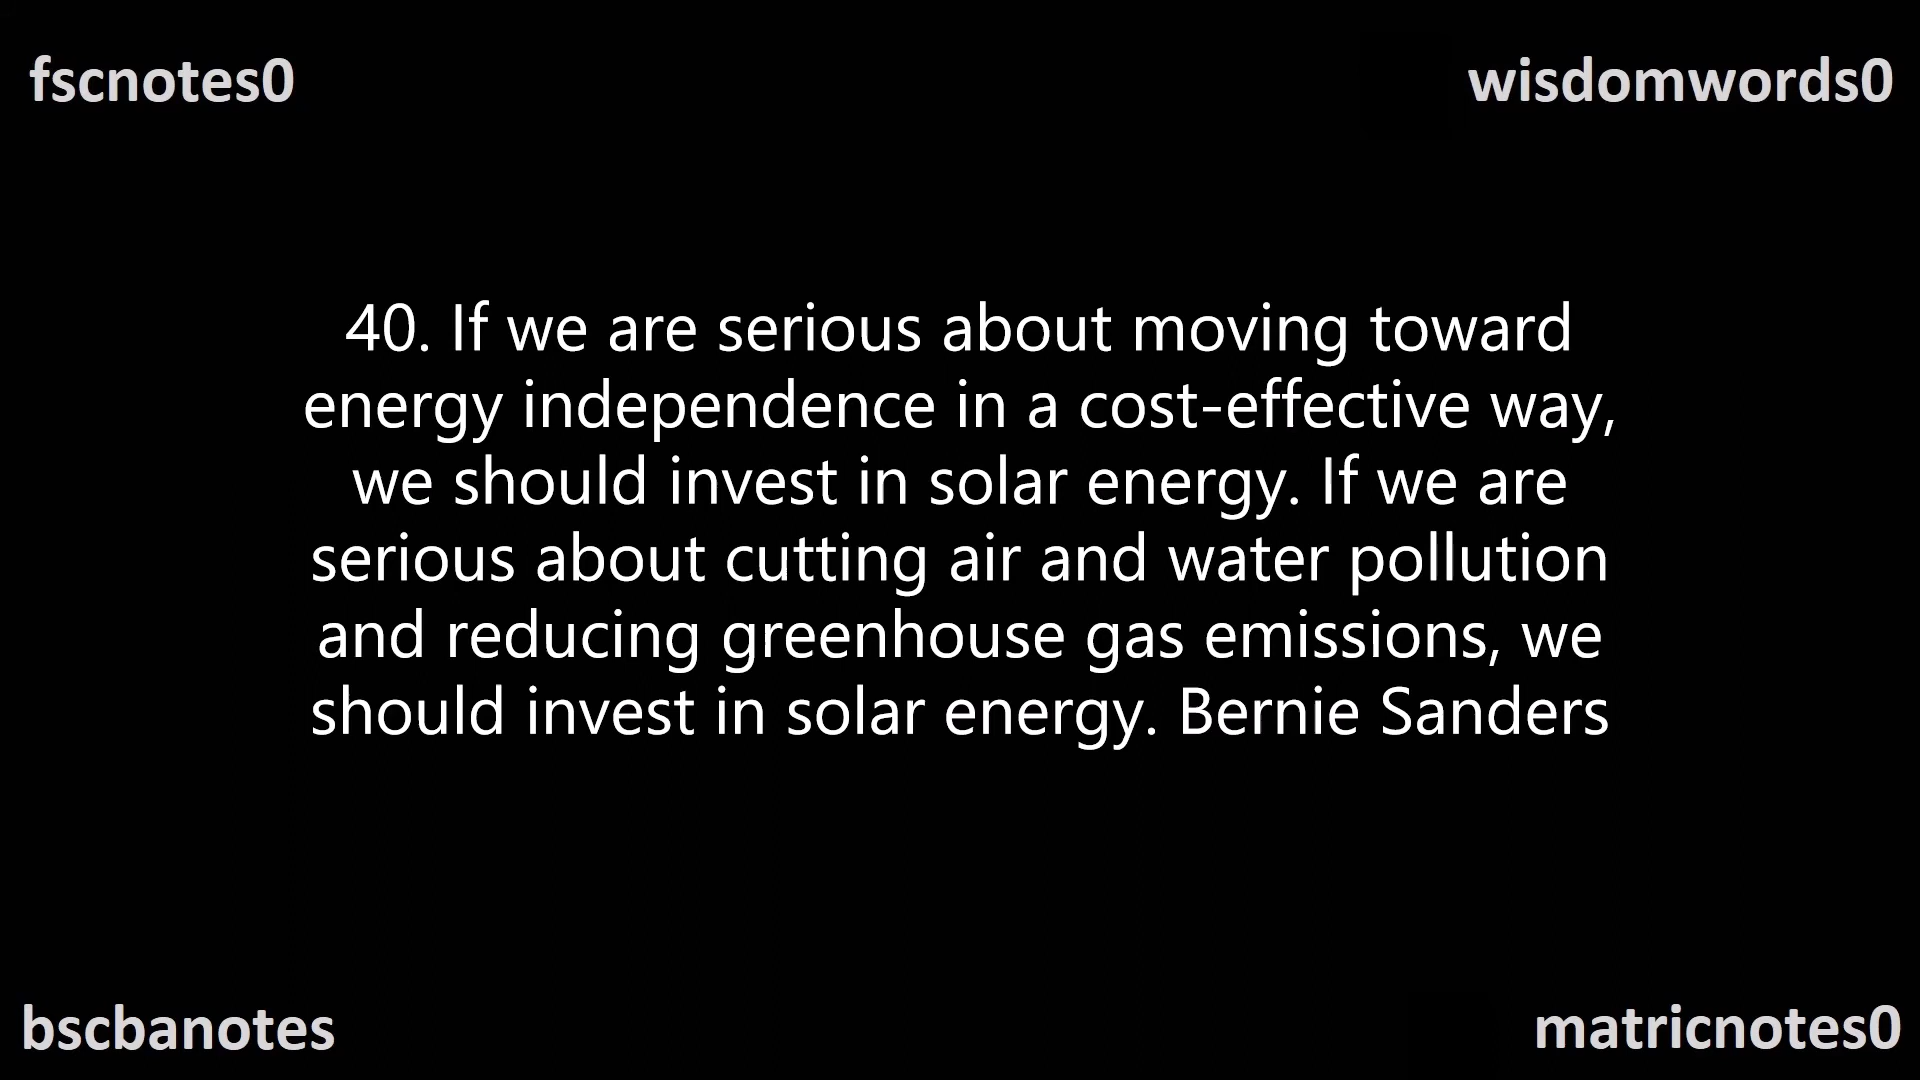 fscnotes0
wisdomwords0
40. If we are serious about moving toward
energy independence in a cost-effective way,
we should invest in solar energy. If we are
serious about cutting air and water pollution
and reducing greenhouse gas emissions, we
should invest in solar energy. Bernie Sanders
bscbanotes
matricnotes0